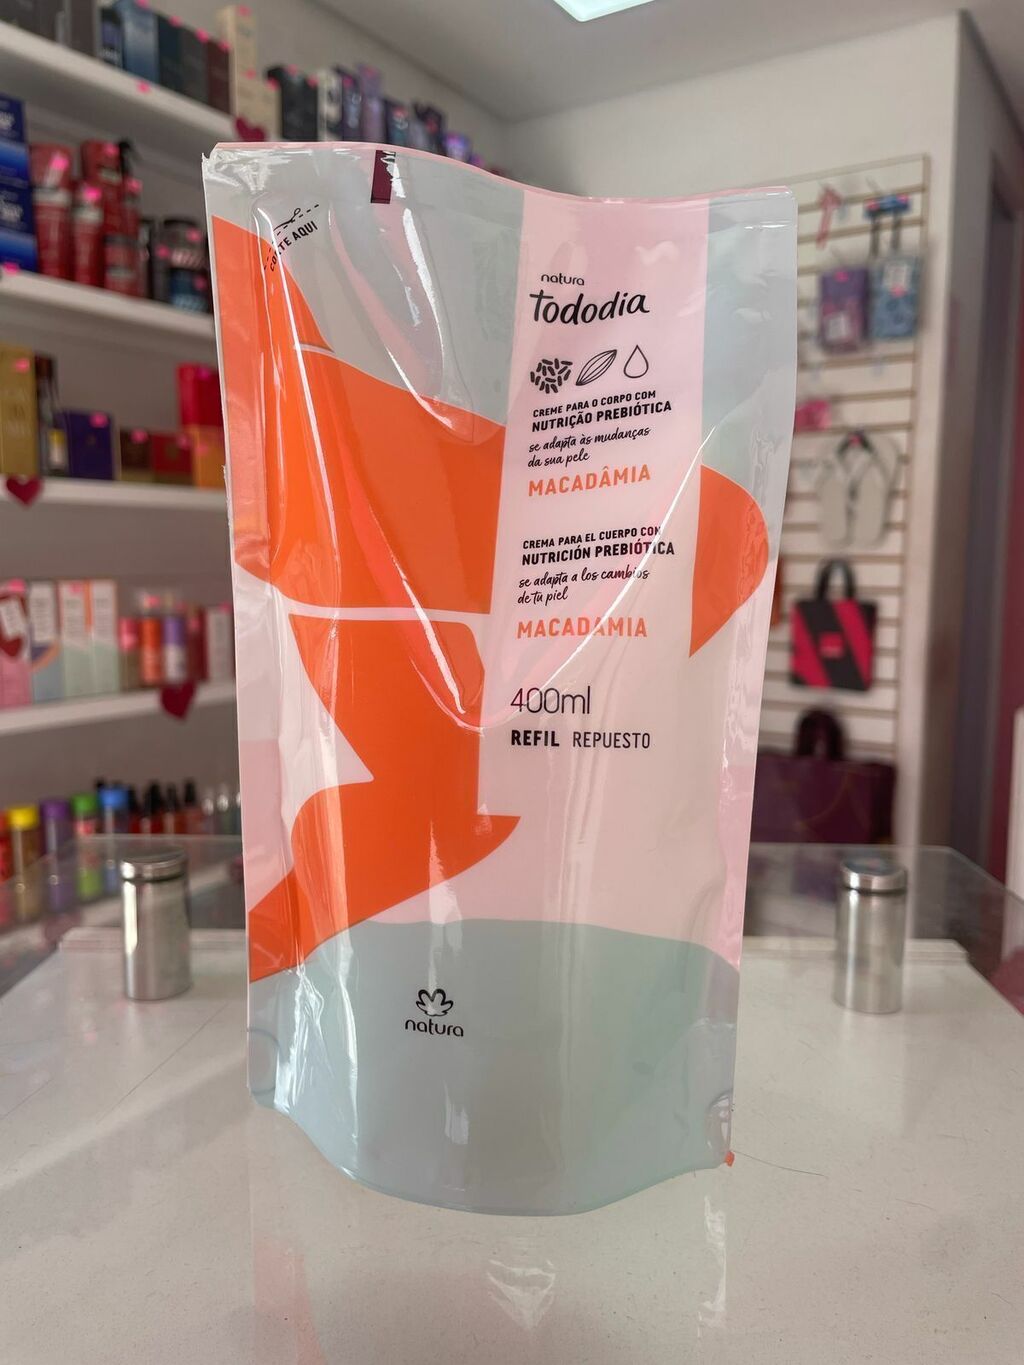 CORTE AQUI
natura
Tododia
CREME PARA O CORPO COM
NUTRIÇÃO PREBIÓTICA
se adapta às mudanças
da sua pele
MACADÂMIA
CREMA PARA EL CUERPO CON
NUTRICIÓN PREBIÓTICA
se adapta a los cambios
de tu piel
MACADAMIA
400ml
REFIL REPUESTO
natura